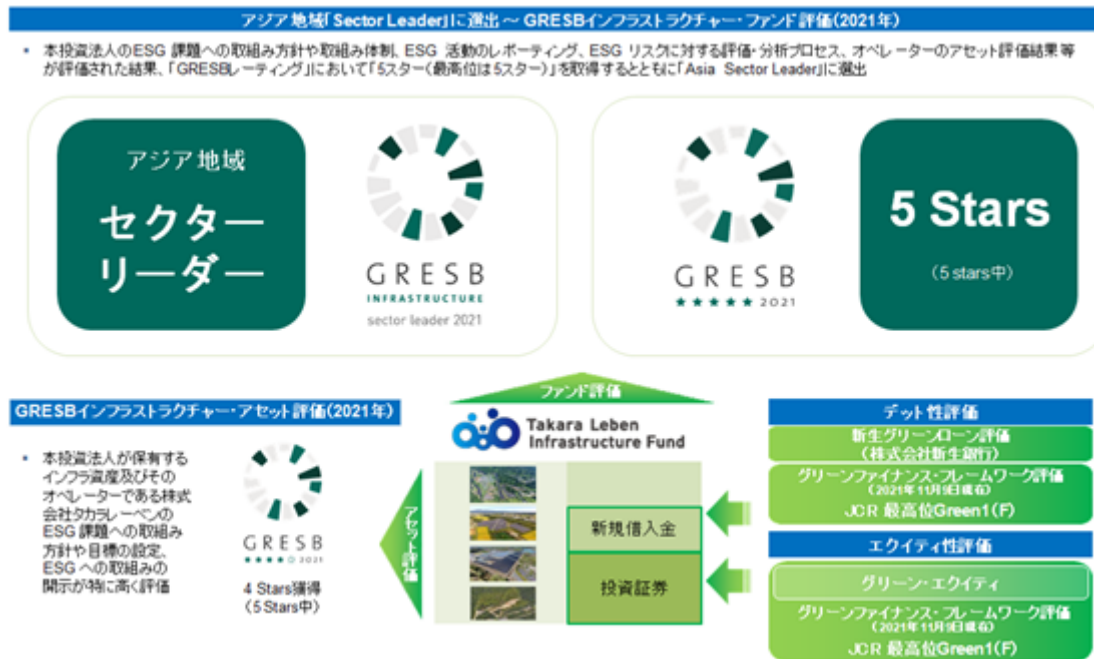 アジア地域「Sector Leader」に選出 ～ GRESBインフラストラクチャー・ファンド評価(2021年)
▪ 本投資法人のESG 課題への取組み方針や取組み体制、ESG 活動のレポーティング、ESG リスクに対する評価・分析プロセス、オペレーターのアセット評価結果等
が評価された結果、「GRESBレーティング」において「5スター(最高位は5スター)」を取得するとともに「Asia Sector Leader」に選出
アジア地域
セクター
リーダー
GRESB
INFRASTRUCTURE
sector leader 2021
GRESB
★★★★★ 2021
5 Stars
(5 stars中)
GRESBインフラストラクチャー・アセット評価(2021年)
▪ 本投資法人が保有する
インフラ資産及びその
オペレーターである株式
会社タカラレーベンの
ESG 課題への取組み
方針や目標の設定、
ESG への取組みの
開示が特に高く評価
GRESB
★★★★☆ 2021
4 Stars獲得
(5 Stars中)
ファンド評価
Takara Leben
Infrastructure Fund
アセット評価
新規借入金
投資証券
デット性評価
新生グリーンローン評価
(株式会社新生銀行)
グリーンファイナンス・フレームワーク評価
(2021年11月9日現在)
JCR 最高位Green1(F)
エクイティ性評価
グリーン・エクイティ
グリーンファイナンス・フレームワーク評価
(2021年11月9日現在)
JCR 最高位Green1(F)